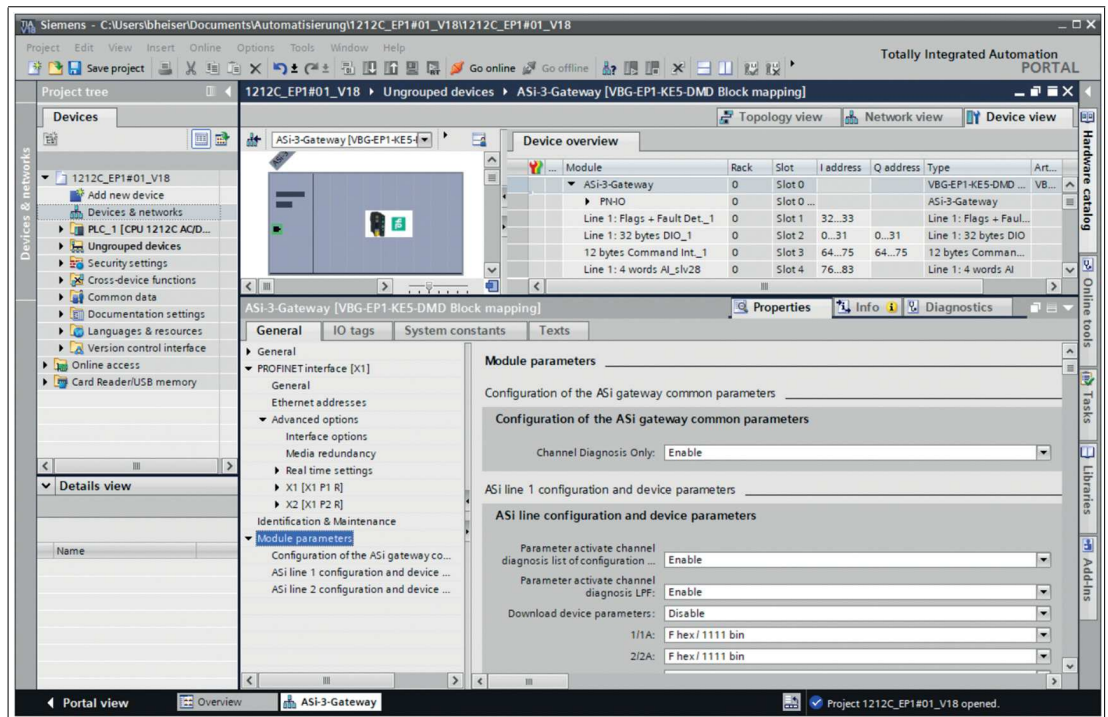 Siemens - C:\Users\bheiser\Documents\Automatisierung\1212C_EP1#01_V18\1212C_EP1#01_V18
Project Edit View Insert Online Options Tools Window Help
Totally Integrated Automation
PORTAL
Save project Go online Go offline
Project tree
1212C_EP1#01_V18 Ungrouped devices ASi-3-Gateway [VBG-EP1-KE5-DMD Block mapping]
Devices
Topology view Network view Device view
ASi-3-Gateway [VBG-EP1-KE5-
Device overview
... Module Rack Slot I address Q address Type Art...
ASi-3-Gateway 0 Slot 0 VBG-EP1-KE5-DMD ... VB...
PN-IO 0 Slot 0 ... ASi-3-Gateway
Line 1: Flags + Fault Det._1 0 Slot 1 32...33 Line 1: Flags + Faul...
Line 1: 32 bytes DIO_1 0 Slot 2 0...31 0...31 Line 1: 32 bytes DIO
12 bytes Command Int._1 0 Slot 3 64...75 64...75 12 bytes Comman...
Line 1: 4 words AI_slv28 0 Slot 4 76...83 Line 1: 4 words AI
1212C_EP1#01_V18
Add new device
Devices & networks
PLC_1 [CPU 1212C AC/D...
Ungrouped devices
Security settings
Cross-device functions
Common data
Documentation settings
Languages & resources
Version control interface
Online access
Card Reader/USB memory
Details view
Name
Devices & networks
ASi-3-Gateway [VBG-EP1-KE5-DMD Block mapping]
Properties Info Diagnostics
General IO tags System constants Texts
General
PROFINET interface [X1]
General
Ethernet addresses
Advanced options
Interface options
Media redundancy
Real time settings
X1 [X1 P1 R]
X2 [X1 P2 R]
Identification & Maintenance
Module parameters
Configuration of the ASi gateway co...
ASi line 1 configuration and device ...
ASi line 2 configuration and device ...
Module parameters
Configuration of the ASi gateway common parameters
Configuration of the ASi gateway common parameters
Channel Diagnosis Only: Enable
ASi line 1 configuration and device parameters
ASi line configuration and device parameters
Parameter activate channel
diagnosis list of configuration ... Enable
Parameter activate channel
diagnosis LPF: Enable
Download device parameters: Disable
1/1A: F hex / 1111 bin
2/2A: F hex / 1111 bin
Hardware catalog
Online tools
Tasks
Libraries
Add-Ins
Portal view Overview ASi-3-Gateway Project 1212C_EP1#01_V18 opened.